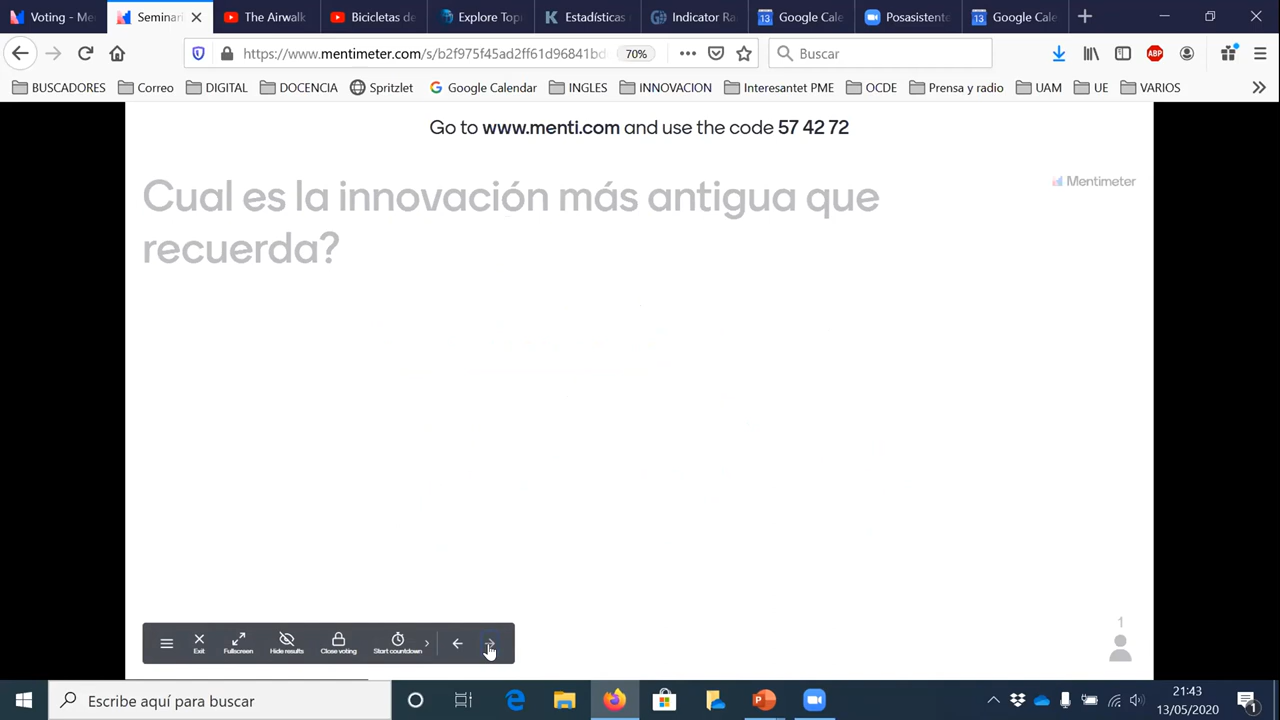 Voting - Me
Seminari
The Airwalk
Bicicletas de
Explore Topi
Estadísticas
Indicator Ra
Google Cale
Posasistente
Google Cale
https://www.mentimeter.com/s/b2f975f45ad2ff61d96841bd
70%
Buscar
BUSCADORES
Correo
DIGITAL
DOCENCIA
Spritzlet
Google Calendar
INGLES
INNOVACION
Interesantet PME
OCDE
Prensa y radio
UAM
UE
VARIOS
Go to www.menti.com and use the code 57 42 72
Cual es la innovación más antigua que
recuerda?
Mentimeter
1
Exit
Fullscreen
Hide results
Close voting
Start countdown
Escribe aquí para buscar
21:43
13/05/2020
1